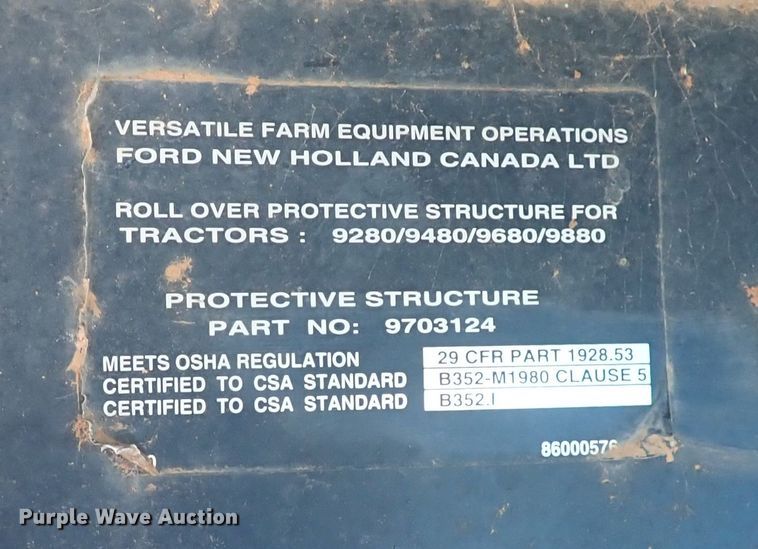 VERSATILE FARM EQUIPMENT OPERATIONS
FORD NEW HOLLAND CANADA LTD
ROLL OVER PROTECTIVE STRUCTURE FOR
TRACTORS : 9280/9480/9680/9880
PROTECTIVE STRUCTURE
PART NO: 9703124
MEETS OSHA REGULATION 29 CFR PART 1928.53
CERTIFIED TO CSA STANDARD B352-M1980 CLAUSE 5
CERTIFIED TO CSA STANDARD B352.I
86000576
Purple Wave Auction